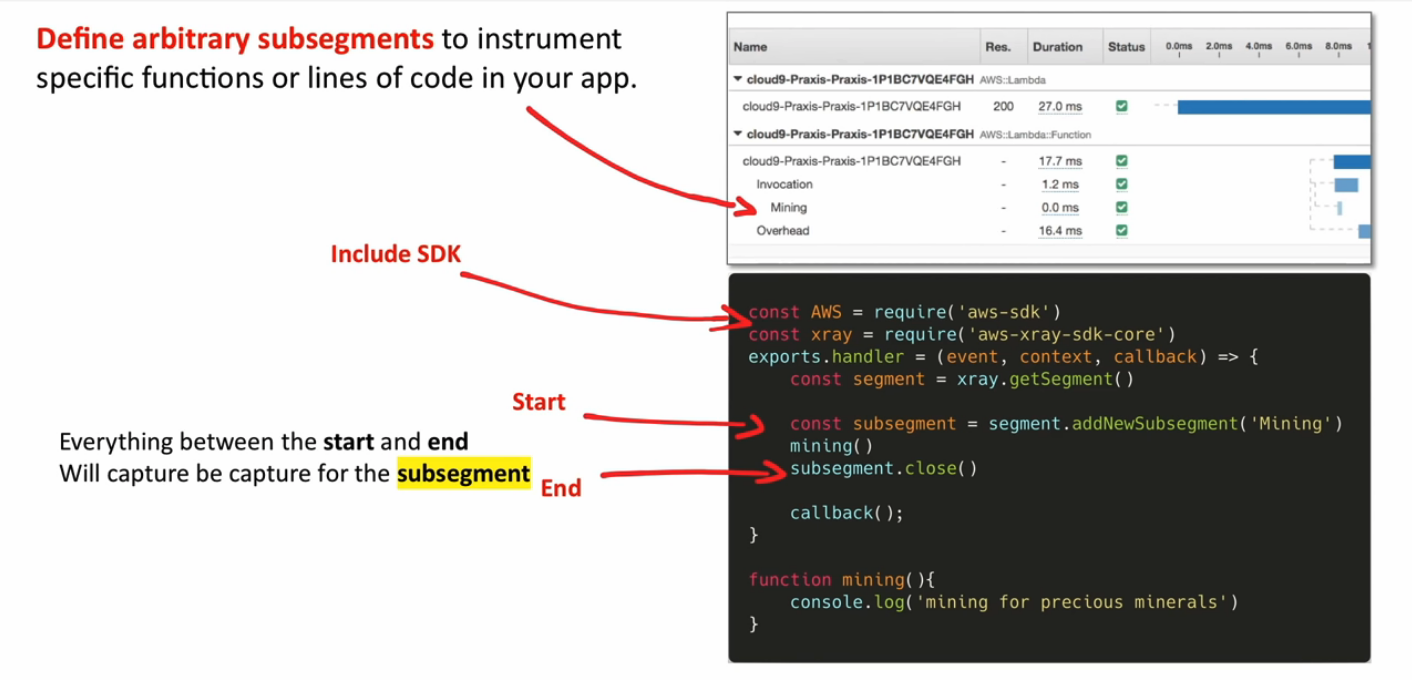 Define arbitrary subsegments to instrument
specific functions or lines of code in your app.
Name Res. Duration Status 0.0ms 2.0ms 4.0ms 6.0ms 8.0ms
cloud9-Praxis-Praxis-1P1BC7VQE4FGH AWS::Lambda
cloud9-Praxis-Praxis-1P1BC7VQE4FGH 200 27.0 ms
cloud9-Praxis-Praxis-1P1BC7VQE4FGH AWS::Lambda::Function
cloud9-Praxis-Praxis-1P1BC7VQE4FGH - 17.7 ms
Invocation - 1.2 ms
Mining - 0.0 ms
Overhead - 16.4 ms
Include SDK
const AWS = require('aws-sdk')
const xray = require('aws-xray-sdk-core')
exports.handler = (event, context, callback) => {
const segment = xray.getSegment()
Start
const subsegment = segment.addNewSubsegment('Mining')
mining()
subsegment.close()
Everything between the start and end
Will capture be capture for the subsegment
End
callback();
}
function mining(){
console.log('mining for precious minerals')
}